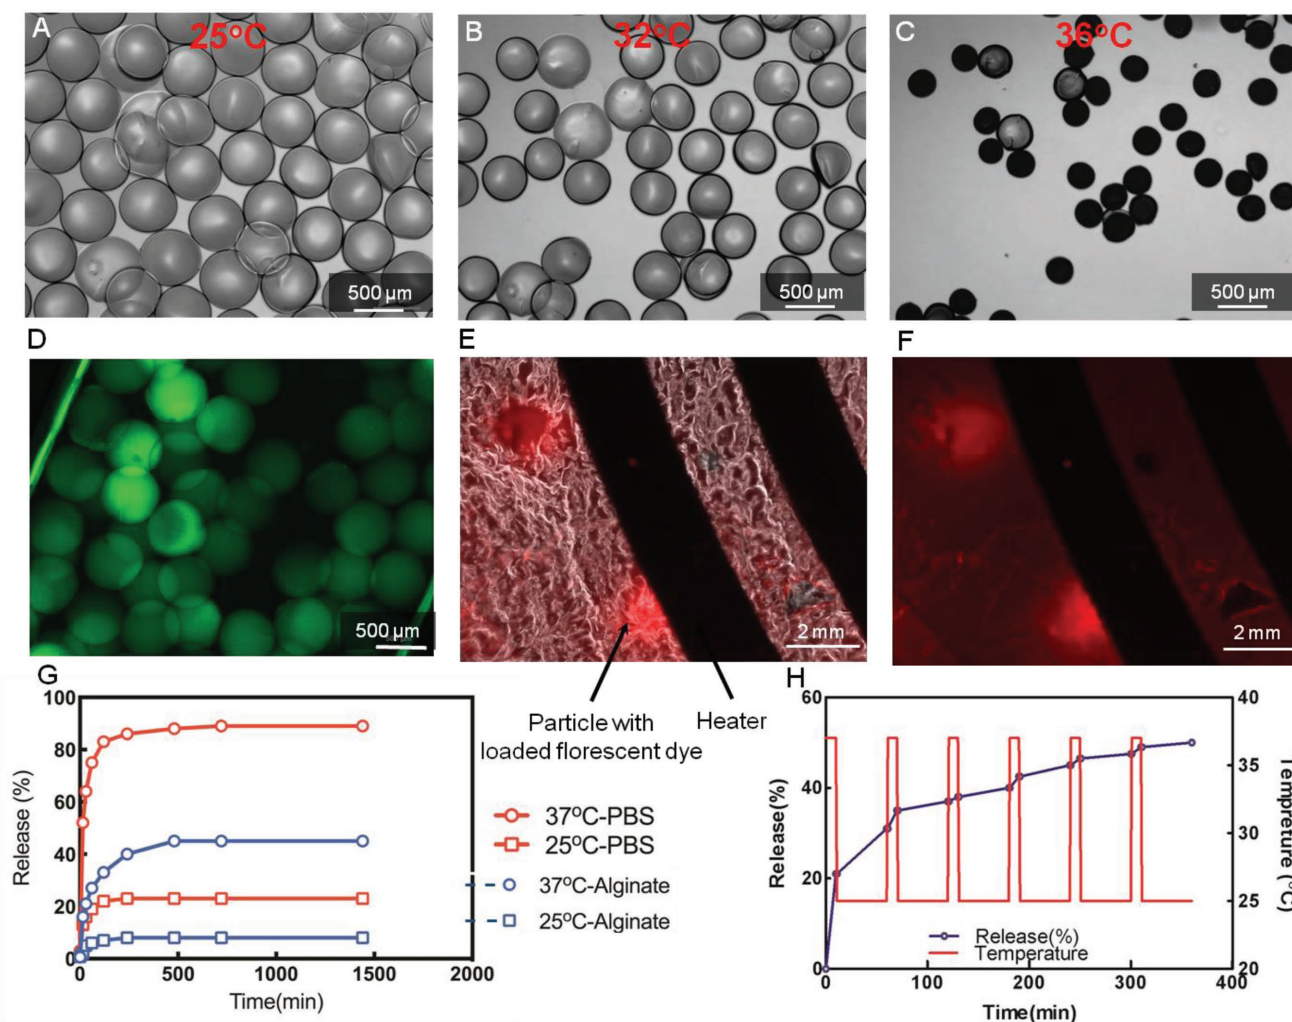 A
25°C
B
32°C
C
36°C
500 µm
500 µm
500 µm
D
E
F
500 µm
2 mm
2 mm
G
100
80
60
40
20
0
Release (%)
0
500
1000
1500
2000
Time(min)
Particle with
loaded florescent dye
Heater
37°C-PBS
25°C-PBS
37°C-Alginate
25°C-Alginate
H
60
40
20
0
Release(%)
40
35
30
25
20
Tempreture (°C)
Release(%)
Temperature
0
100
200
300
400
Time(min)